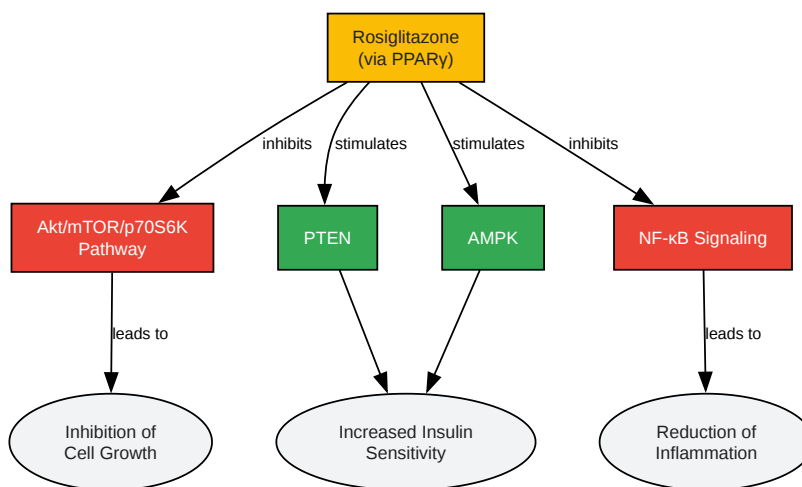 Rosiglitazone
(via PPARγ)
inhibits
stimulates
stimulates
inhibits
Akt/mTOR/p70S6K
Pathway
PTEN
AMPK
NF-κB Signaling
leads to
leads to
Inhibition of
Cell Growth
Increased Insulin
Sensitivity
Reduction of
Inflammation